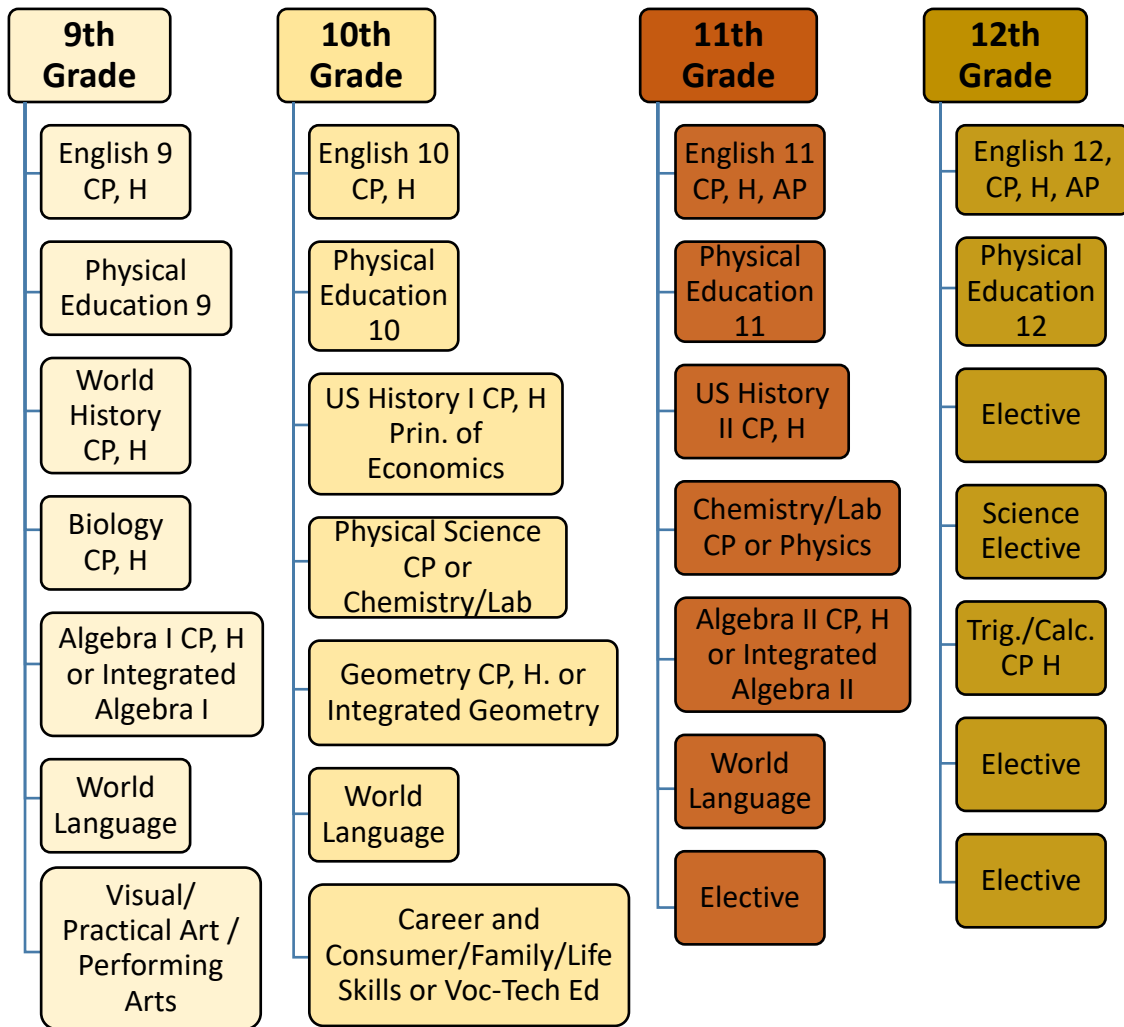 9th
Grade
English 9
CP, H
Physical
Education 9
World
History
CP, H
Biology
CP, H
Algebra I CP, H
or Integrated
Algebra I
World
Language
Visual/
Practical Art /
Performing
Arts
10th
Grade
English 10
CP, H
Physical
Education
10
US History I CP, H
Prin. of
Economics
Physical Science
CP or
Chemistry/Lab
Geometry CP, H. or
Integrated Geometry
World
Language
Career and
Consumer/Family/Life
Skills or Voc-Tech Ed
11th
Grade
English 11
CP, H, AP
Physical
Education
11
US History
II CP, H
Chemistry/Lab
CP or Physics
Algebra II CP, H
or Integrated
Algebra II
World
Language
Elective
12th
Grade
English 12,
CP, H, AP
Physical
Education
12
Elective
Science
Elective
Trig./Calc.
CP H
Elective
Elective